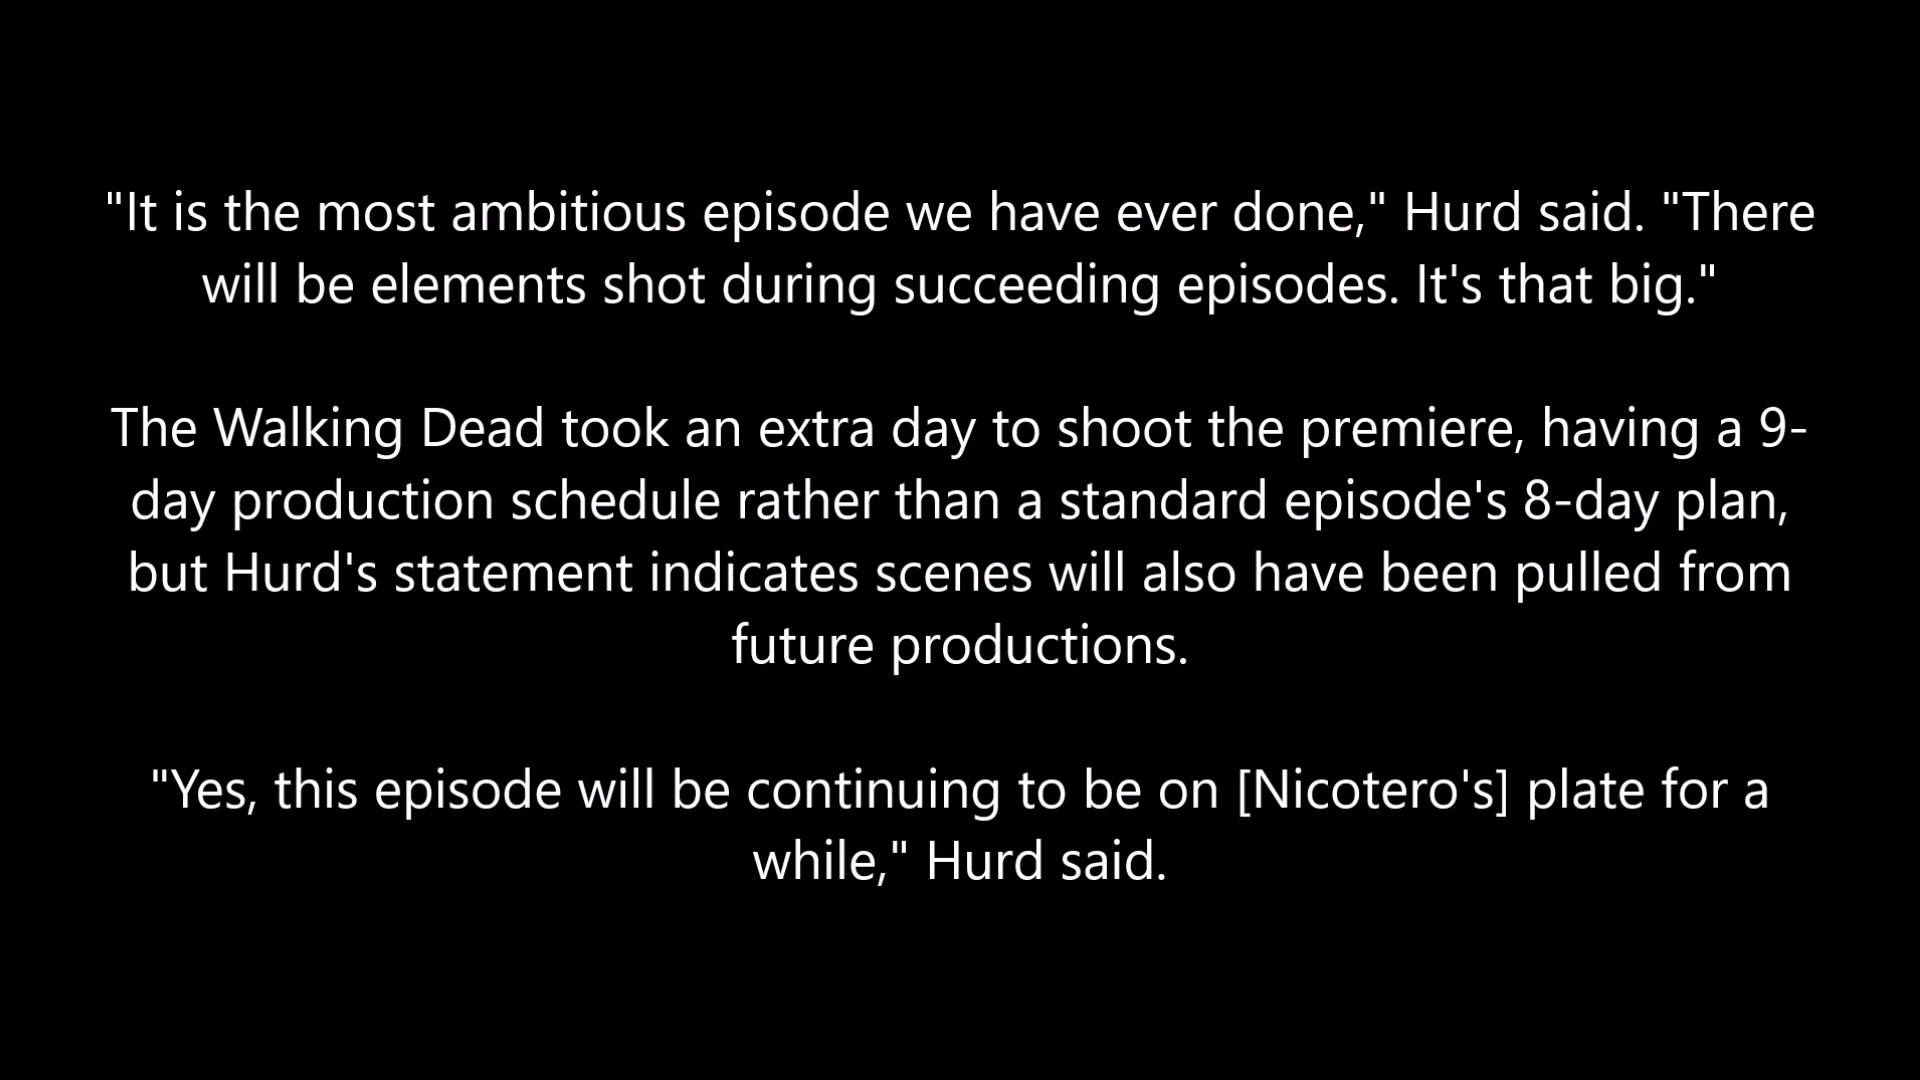 "It is the most ambitious episode we have ever done," Hurd said. "There
will be elements shot during succeeding episodes. It's that big."
The Walking Dead took an extra day to shoot the premiere, having a 9-
day production schedule rather than a standard episode's 8-day plan,
but Hurd's statement indicates scenes will also have been pulled from
future productions.
"Yes, this episode will be continuing to be on [Nicotero's] plate for a
while," Hurd said.